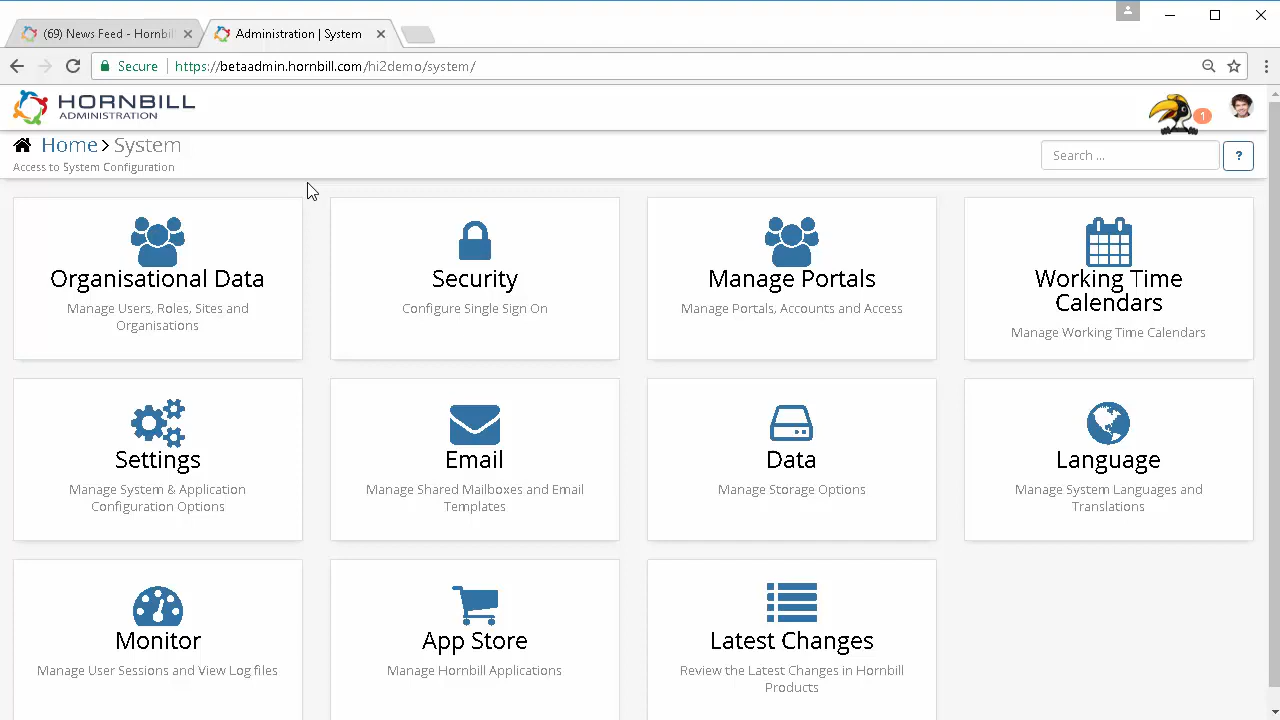 (69) News Feed - Hornbil
Administration | System
Secure
https://betaadmin.hornbill.com/hi2demo/system/
HORNBILL
ADMINISTRATION
1
Home > System
Access to System Configuration
Search ...
?
Organisational Data
Manage Users, Roles, Sites and
Organisations
Security
Configure Single Sign On
Manage Portals
Manage Portals, Accounts and Access
Working Time
Calendars
Manage Working Time Calendars
Settings
Manage System & Application
Configuration Options
Email
Manage Shared Mailboxes and Email
Templates
Data
Manage Storage Options
Language
Manage System Languages and
Translations
Monitor
Manage User Sessions and View Log files
App Store
Manage Hornbill Applications
Latest Changes
Review the Latest Changes in Hornbill
Products